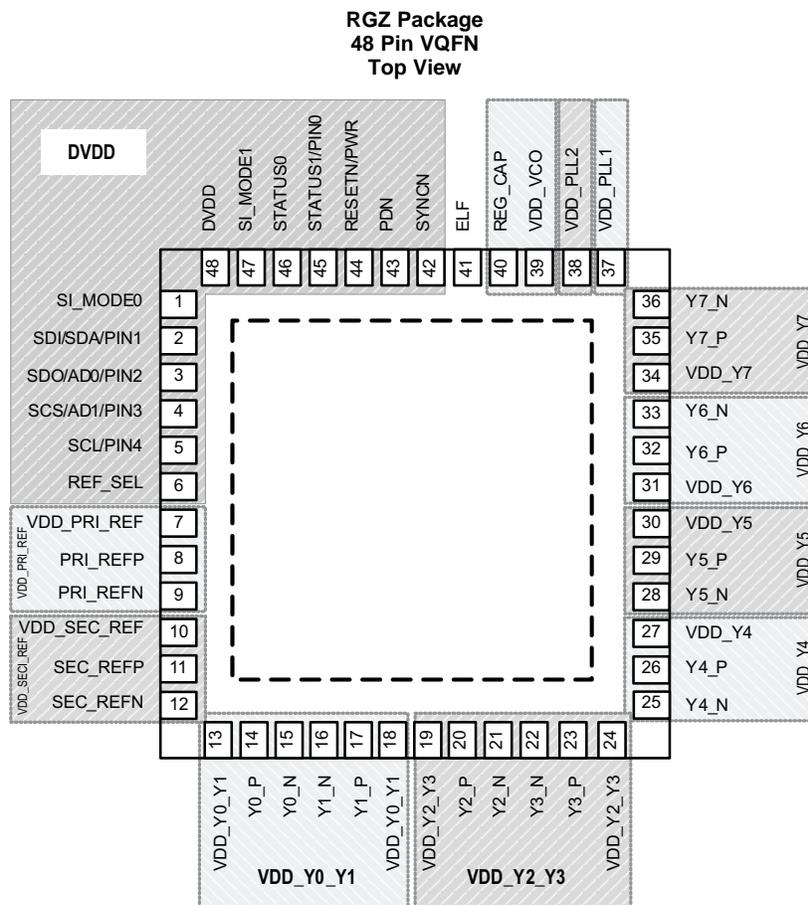 RGZ Package
48 Pin VQFN
Top View
DVDD
DVDD
SI_MODE1
STATUS0
STATUS1/PIN0
RESETN/PWR
PDN
SYNCN
ELF
REG_CAP
VDD_VCO
VDD_PLL2
VDD_PLL1
48
47
46
45
44
43
42
41
40
39
38
37
SI_MODE0 1
SDI/SDA/PIN1 2
SDO/AD0/PIN2 3
SCS/AD1/PIN3 4
SCL/PIN4 5
REF_SEL 6
VDD_PRI_REF 7
PRI_REFP 8
PRI_REFN 9
VDD_PRI_REF
VDD_SEC_REF 10
SEC_REFP 11
SEC_REFN 12
VDD_SECI_REF
36 Y7_N
35 Y7_P
34 VDD_Y7
VDD_Y7
33 Y6_N
32 Y6_P
31 VDD_Y6
VDD_Y6
30 VDD_Y5
29 Y5_P
28 Y5_N
VDD_Y5
27 VDD_Y4
26 Y4_P
25 Y4_N
VDD_Y4
13
14
15
16
17
18
19
20
21
22
23
24
VDD_Y0_Y1
Y0_P
Y0_N
Y1_N
Y1_P
VDD_Y0_Y1
VDD_Y2_Y3
Y2_P
Y2_N
Y3_N
Y3_P
VDD_Y2_Y3
VDD_Y0_Y1
VDD_Y2_Y3